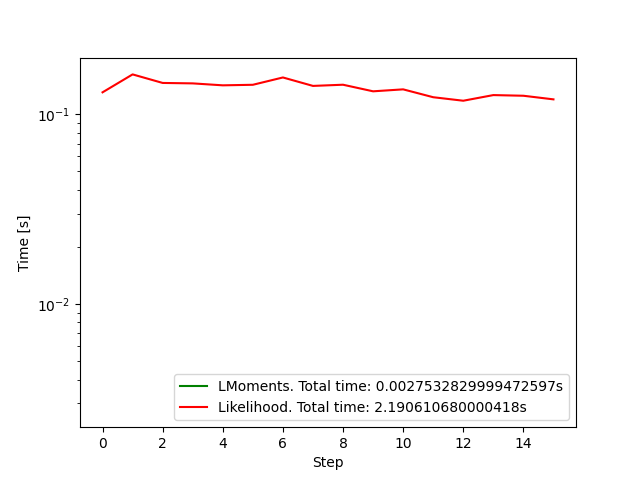 10⁻¹
10⁻²
Time [s]
LMoments. Total time: 0.0027532829999472597s
Likelihood. Total time: 2.190610680000418s
0 2 4 6 8 10 12 14
Step